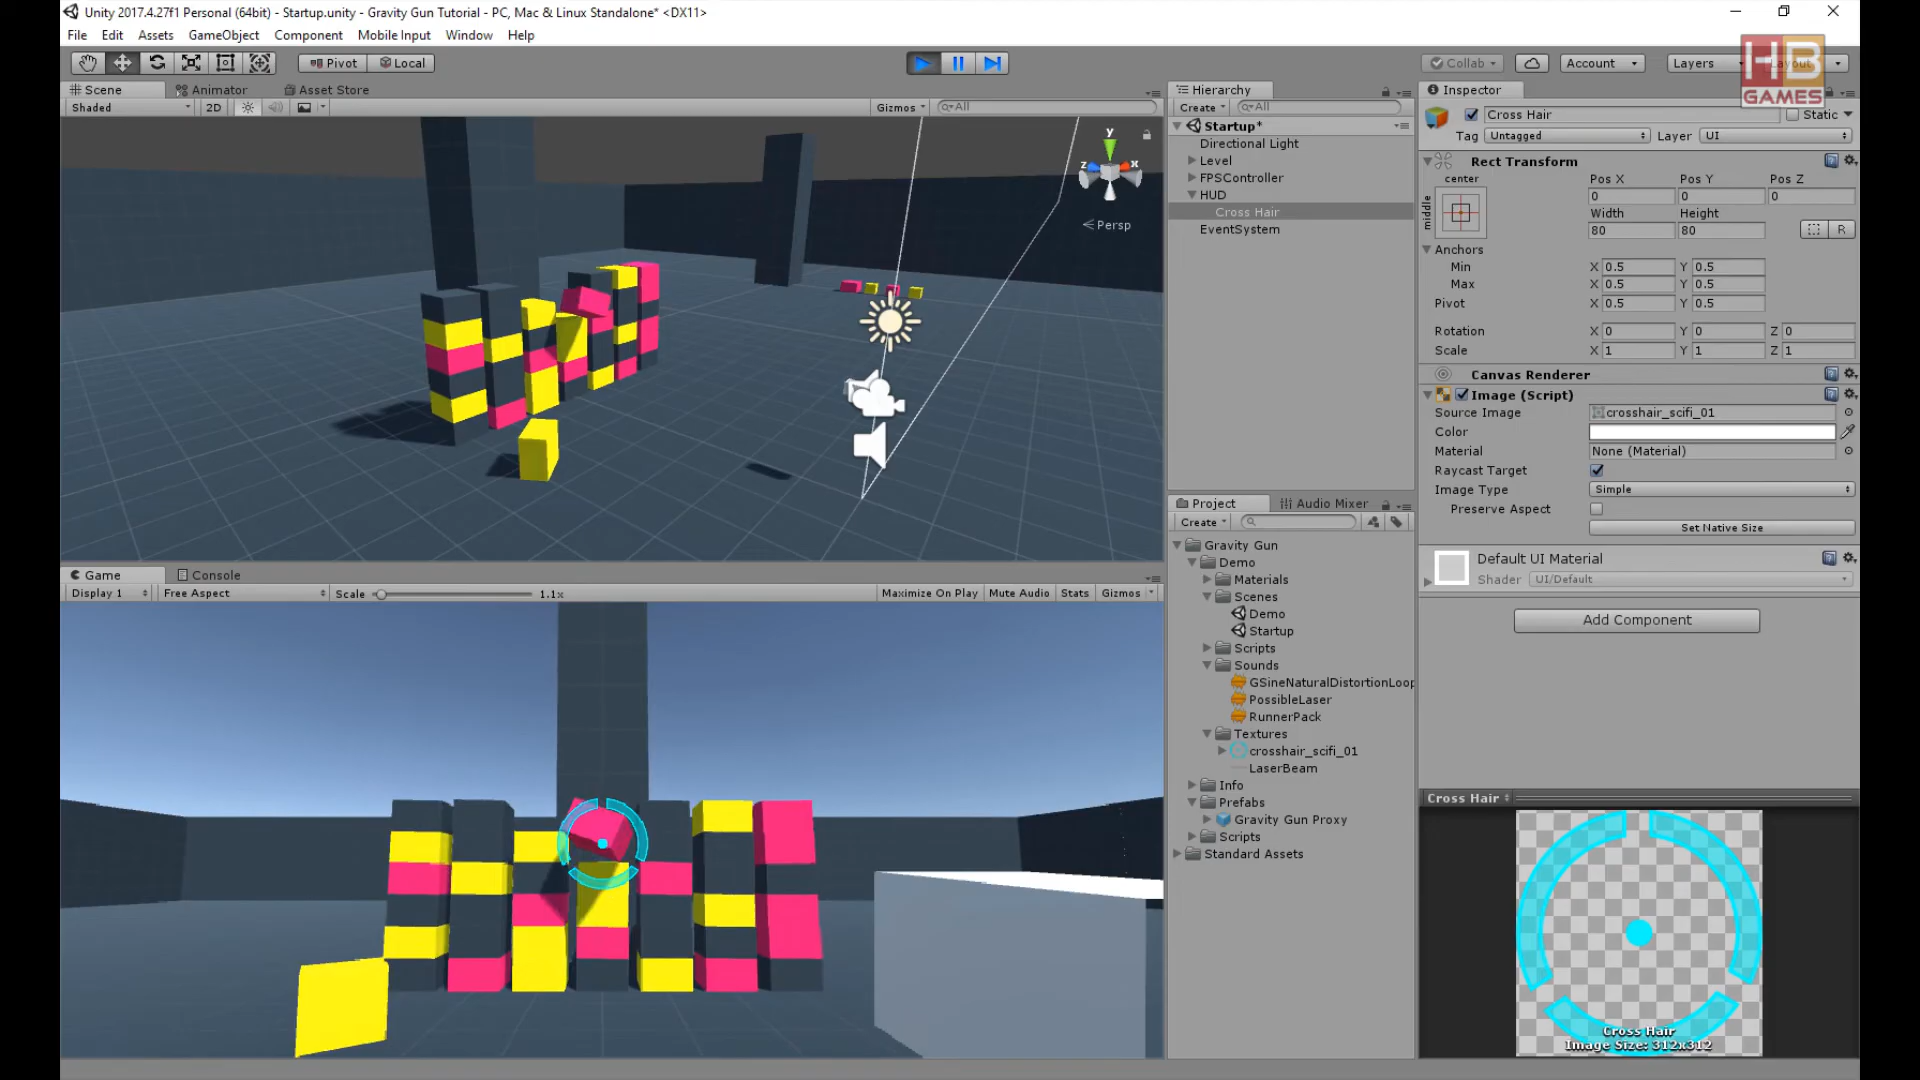 Unity 2017.4.27f1 Personal (64bit) - Startup.unity - Gravity Gun Tutorial - PC, Mac & Linux Standalone* <DX11>
File Edit Assets GameObject Component Mobile Input Window Help
Pivot Local
Collab Account Layers
HB
GAMES
Scene Animator Asset Store
Shaded 2D Gizmos All
y
z x
Persp
Game Console
Display 1 Free Aspect Scale 1.1x Maximize On Play Mute Audio Stats Gizmos
Hierarchy
Create All
Startup*
Directional Light
Level
FPSController
HUD
Cross Hair
EventSystem
Project Audio Mixer
Create
Gravity Gun
Demo
Materials
Scenes
Demo
Startup
Scripts
Sounds
GSineNaturalDistortionLoop
PossibleLaser
RunnerPack
Textures
crosshair_scifi_01
LaserBeam
Info
Prefabs
Gravity Gun Proxy
Scripts
Standard Assets
Inspector
Cross Hair Static
Tag Untagged Layer UI
Rect Transform
center Pos X Pos Y Pos Z
middle 0 0 0
Width Height
80 80 R
Anchors
Min X 0.5 Y 0.5
Max X 0.5 Y 0.5
Pivot X 0.5 Y 0.5
Rotation X 0 Y 0 Z 0
Scale X 1 Y 1 Z 1
Canvas Renderer
Image (Script)
Source Image crosshair_scifi_01
Color
Material None (Material)
Raycast Target
Image Type Simple
Preserve Aspect
Set Native Size
Default UI Material
Shader UI/Default
Add Component
Cross Hair
Cross Hair
Image Size: 312x312